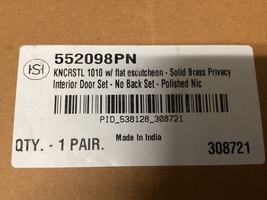 552098PN
HSH
KNCRSTL 1010 w/ flat escutcheon - Solid Brass Privacy
Interior Door Set - No Back Set - Polished Nic
PID_538128_308721
QTY. - 1 PAIR.
Made In India
308721